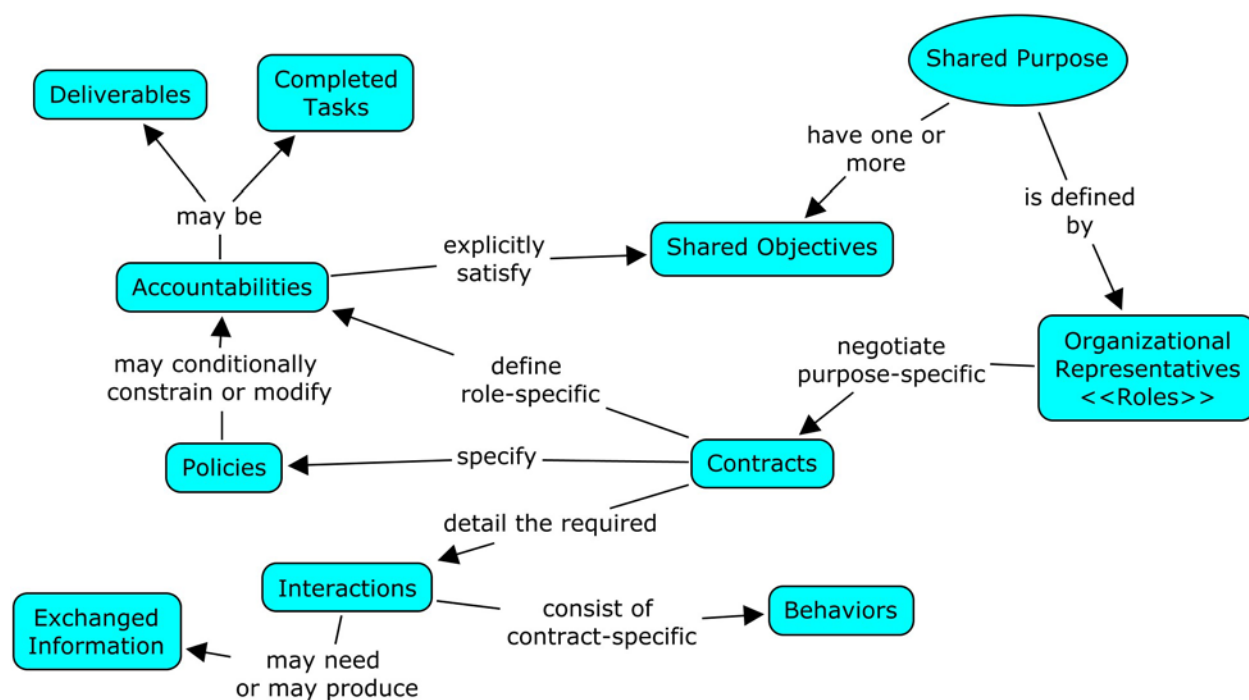 Shared Purpose
Completed
Tasks
Deliverables
have one or
more
may be
is defined
by
explicitly
satisfy
Shared Objectives
Accountabilities
Organizational
Representatives
<<Roles>>
negotiate
purpose-specific
may conditionally
constrain or modify
define
role-specific
Policies
specify
Contracts
detail the required
Interactions
Exchanged
Information
consist of
contract-specific
Behaviors
may need
or may produce